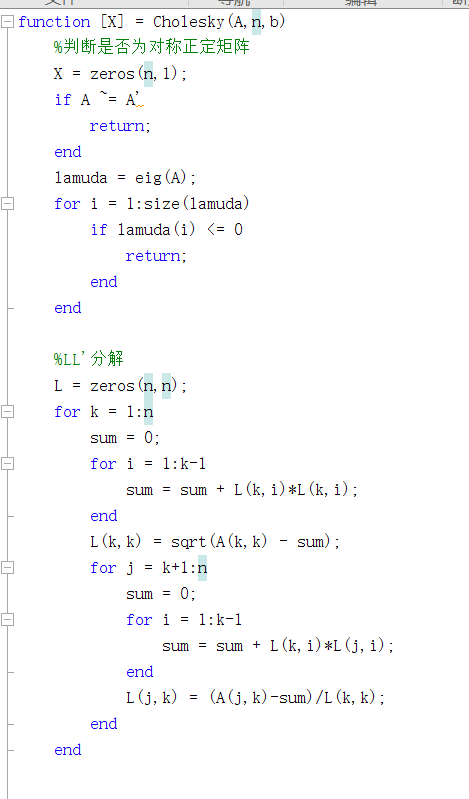 function [X] = Cholesky(A,n,b)
%判断是否为对称正定矩阵
X = zeros(n,1);
if A ~= A'
return;
end
lamuda = eig(A);
for i = 1:size(lamuda)
if lamuda(i) <= 0
return;
end
end
%LL'分解
L = zeros(n,n);
for k = 1:n
sum = 0;
for i = 1:k-1
sum = sum + L(k,i)*L(k,i);
end
L(k,k) = sqrt(A(k,k) - sum);
for j = k+1:n
sum = 0;
for i = 1:k-1
sum = sum + L(k,i)*L(j,i);
end
L(j,k) = (A(j,k)-sum)/L(k,k);
end
end